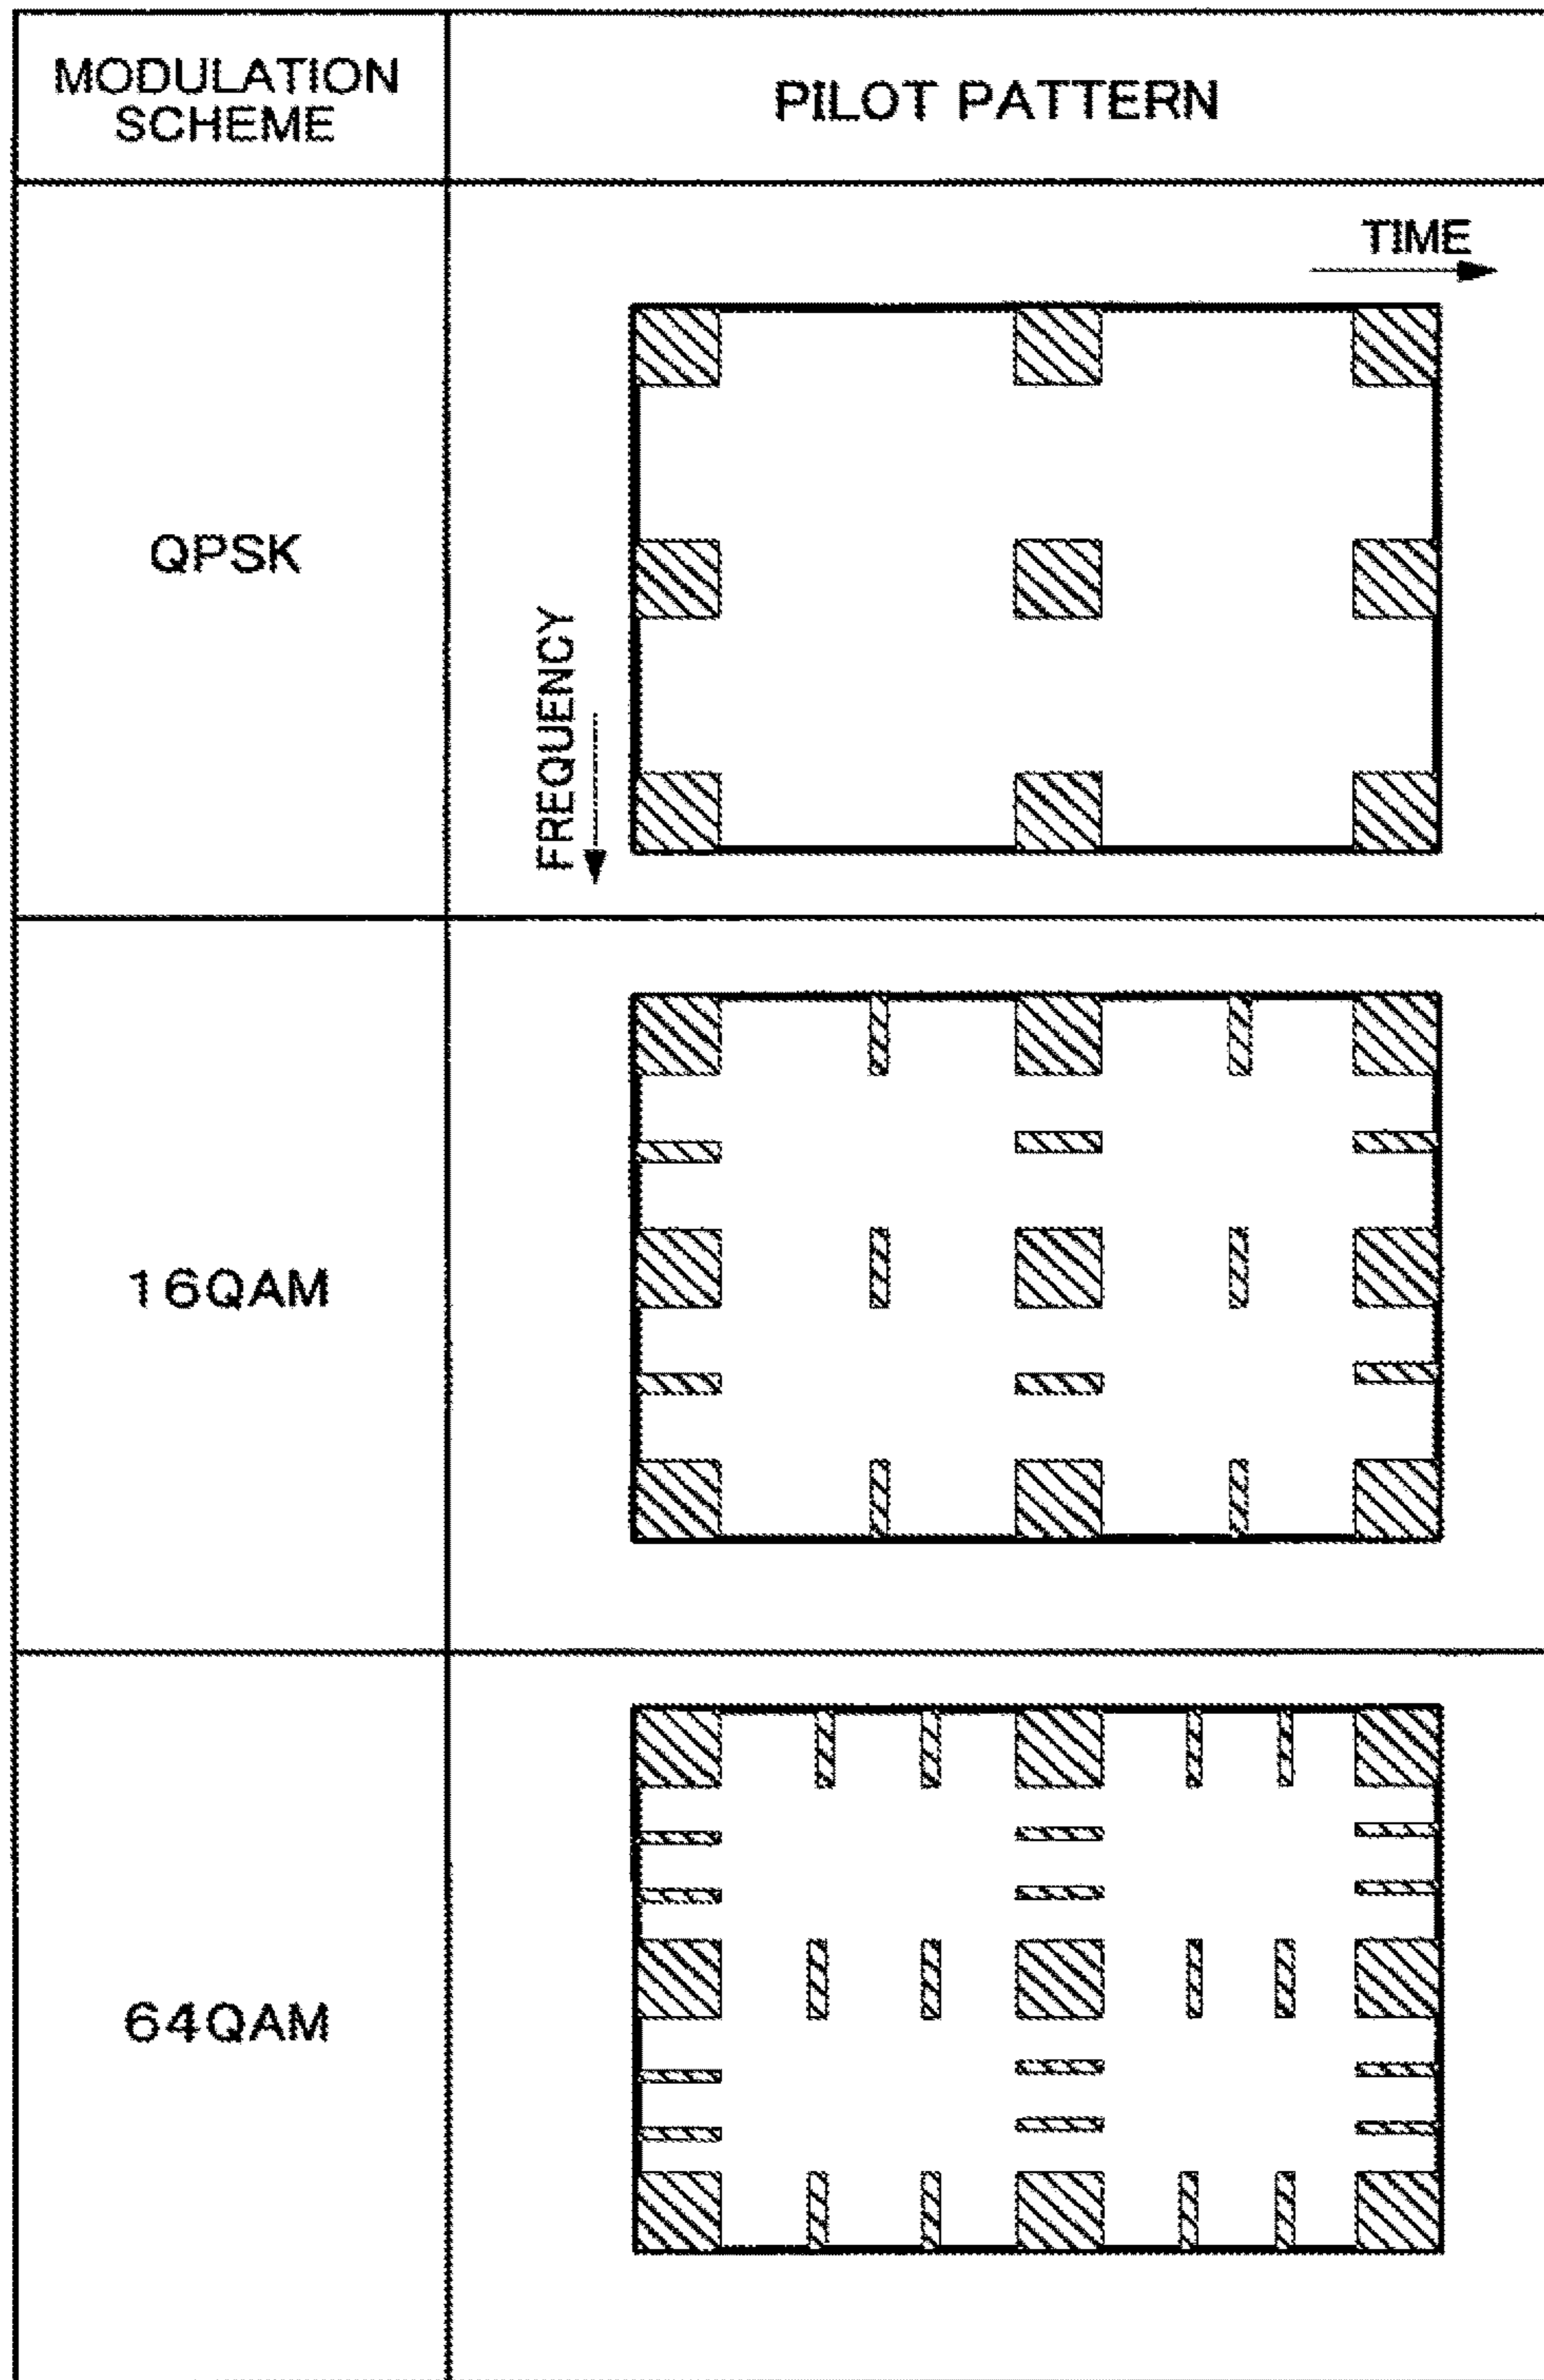 MODULATION
SCHEME
PILOT PATTERN
QPSK
TIME
FREQUENCY
16QAM
64QAM